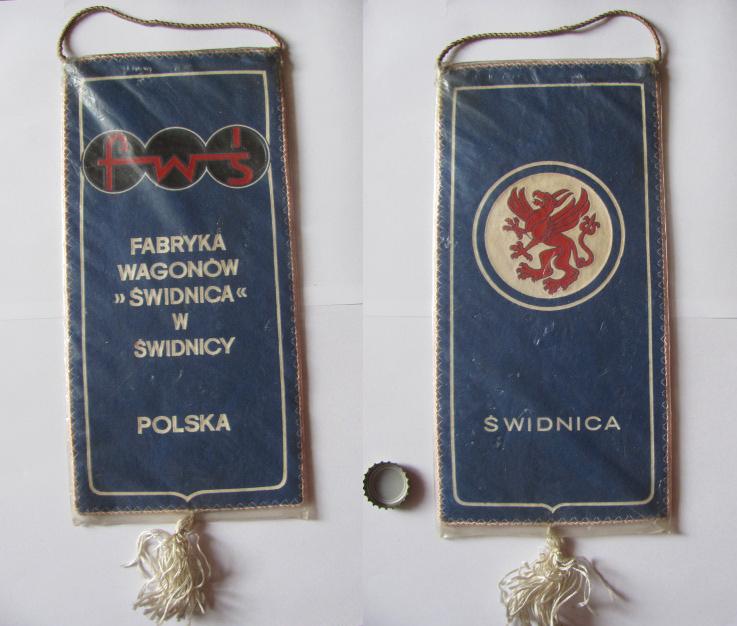 fwś
FABRYKA
WAGONÓW
»ŚWIDNICA«
W
ŚWIDNICY
POLSKA
ŚWIDNICA